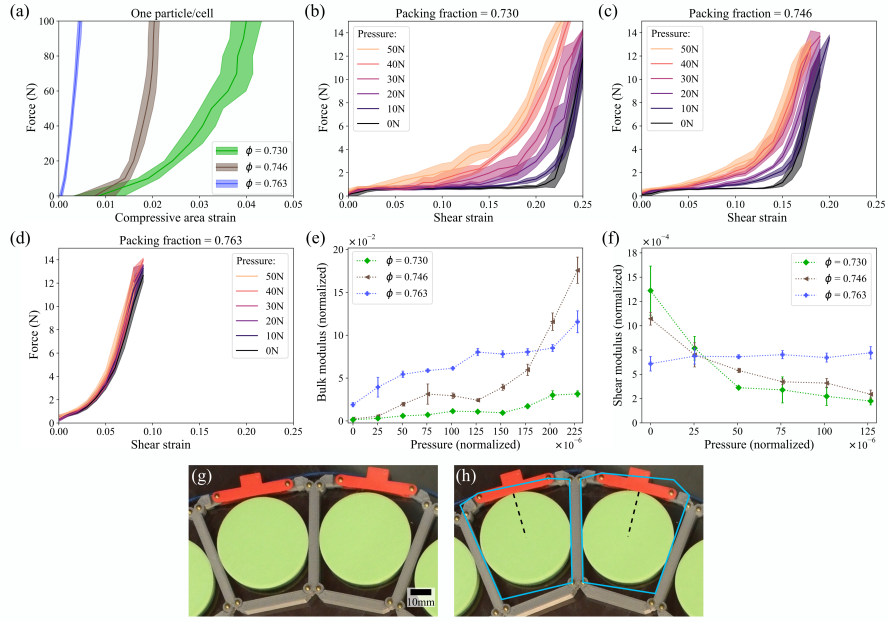 (a)
One particle/cell
Force (N)
100
80
60
40
20
0
0.00
0.01
0.02
0.03
0.04
0.05
Compressive area strain
ϕ = 0.730
ϕ = 0.746
ϕ = 0.763
(b)
Packing fraction = 0.730
Pressure:
50N
40N
30N
20N
10N
0N
Force (N)
14
12
10
8
6
4
2
0
0.00
0.05
0.10
0.15
0.20
0.25
Shear strain
(c)
Packing fraction = 0.746
Pressure:
50N
40N
30N
20N
10N
0N
Force (N)
14
12
10
8
6
4
2
0
0.00
0.05
0.10
0.15
0.20
0.25
Shear strain
(d)
Packing fraction = 0.763
Pressure:
50N
40N
30N
20N
10N
0N
Force (N)
14
12
10
8
6
4
2
0
0.00
0.05
0.10
0.15
0.20
0.25
Shear strain
(e)
×10⁻²
ϕ = 0.730
ϕ = 0.746
ϕ = 0.763
Bulk modulus (normalized)
20
15
10
5
0
0
25
50
75
100
125
150
175
200
225
Pressure (normalized)
×10⁻⁶
(f)
×10⁻⁴
ϕ = 0.730
ϕ = 0.746
ϕ = 0.763
Shear modulus (normalized)
18
15
12
10
8
5
2
0
0
25
50
75
100
125
Pressure (normalized)
×10⁻⁶
(g)
10mm
(h)